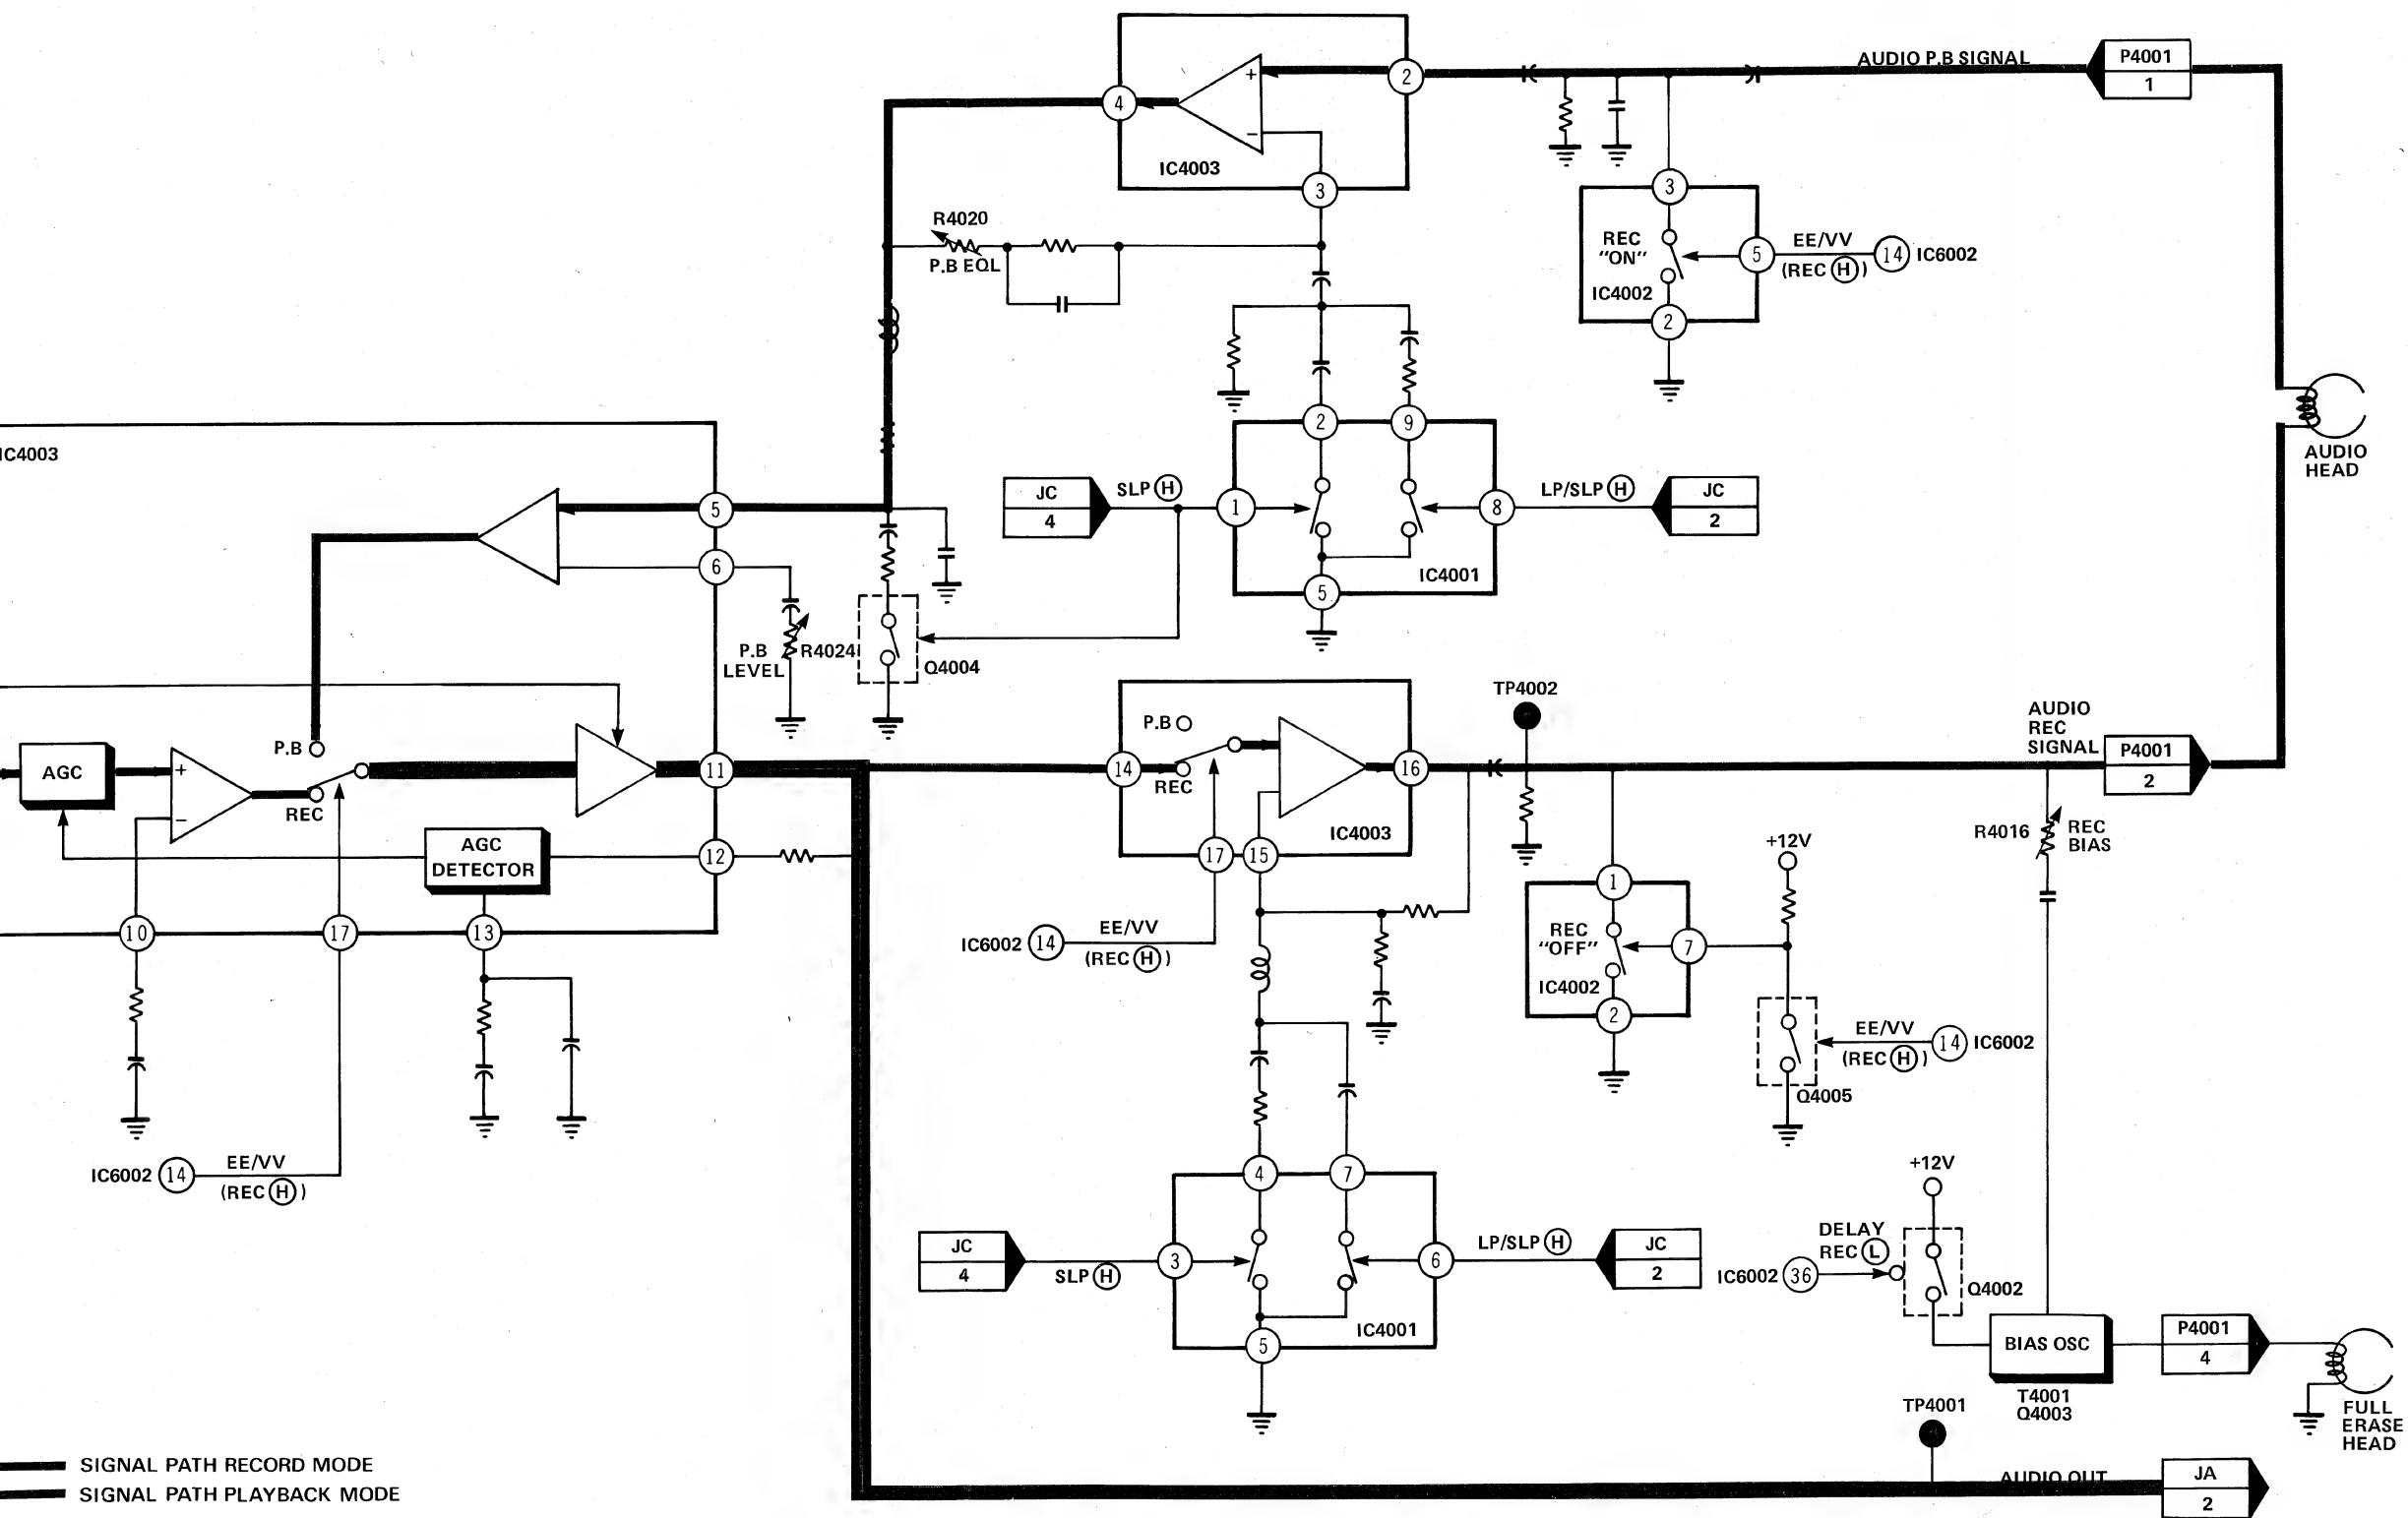 AUDIO P.B SIGNAL
P4001
1
2
+
−
4
IC4003
3
R4020
P.B EQL
3
REC
"ON"
IC4002
5
EE/VV
(REC H)
14
IC6002
2
AUDIO
HEAD
IC4003
2
9
JC
4
SLP H
1
8
LP/SLP H
JC
2
IC4001
5
5
6
P.B
LEVEL
R4024
Q4004
TP4002
AUDIO
REC
SIGNAL
P4001
2
P.B
AGC
+
−
REC
11
14
P.B
REC
16
IC4003
17
15
AGC
DETECTOR
12
10
17
13
IC6002
14
EE/VV
(REC H)
1
REC
"OFF"
IC4002
7
2
+12V
R4016
REC
BIAS
EE/VV
(REC H)
14
IC6002
Q4005
IC6002
14
EE/VV
(REC H)
4
7
JC
4
SLP H
3
6
LP/SLP H
JC
2
IC4001
5
+12V
DELAY
REC L
IC6002
36
Q4002
BIAS OSC
T4001
Q4003
P4001
4
FULL
ERASE
HEAD
TP4001
AUDIO OUT
JA
2
SIGNAL PATH RECORD MODE
SIGNAL PATH PLAYBACK MODE